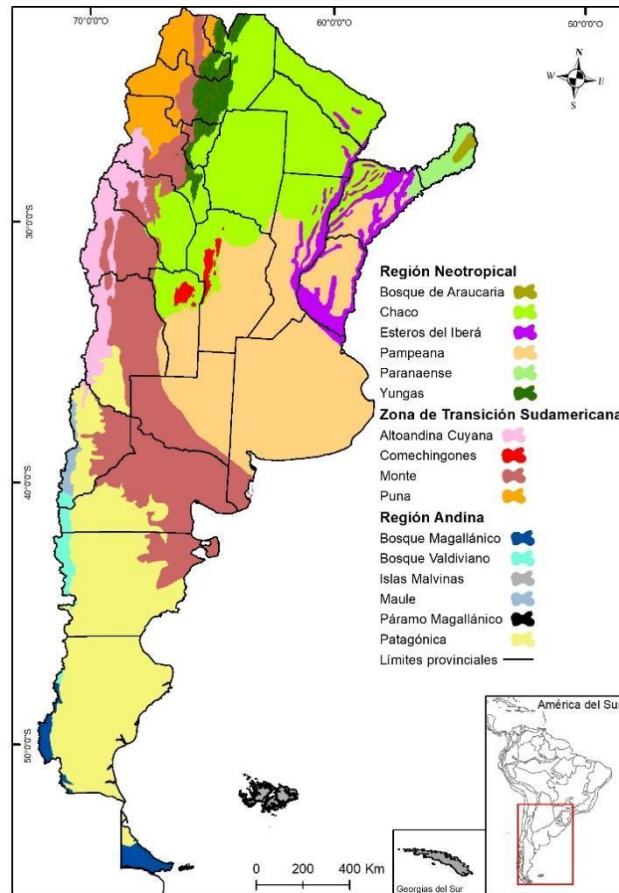 70°0'0"O
60°0'0"O
50°0'0"O
N
W
E
S
30°0'0"S
Región Neotropical
Bosque de Araucaria
Chaco
Esteros del Iberá
Pampeana
Paranaense
Yungas
Zona de Transición Sudamericana
Altoandina Cuyana
Comechingones
Monte
Puna
40°0'0"S
Región Andina
Bosque Magallánico
Bosque Valdiviano
Islas Malvinas
Maule
Páramo Magallánico
Patagónica
Límites provinciales
América del Sur
50°0'0"S
0 200 400 Km
Georgias del Sur